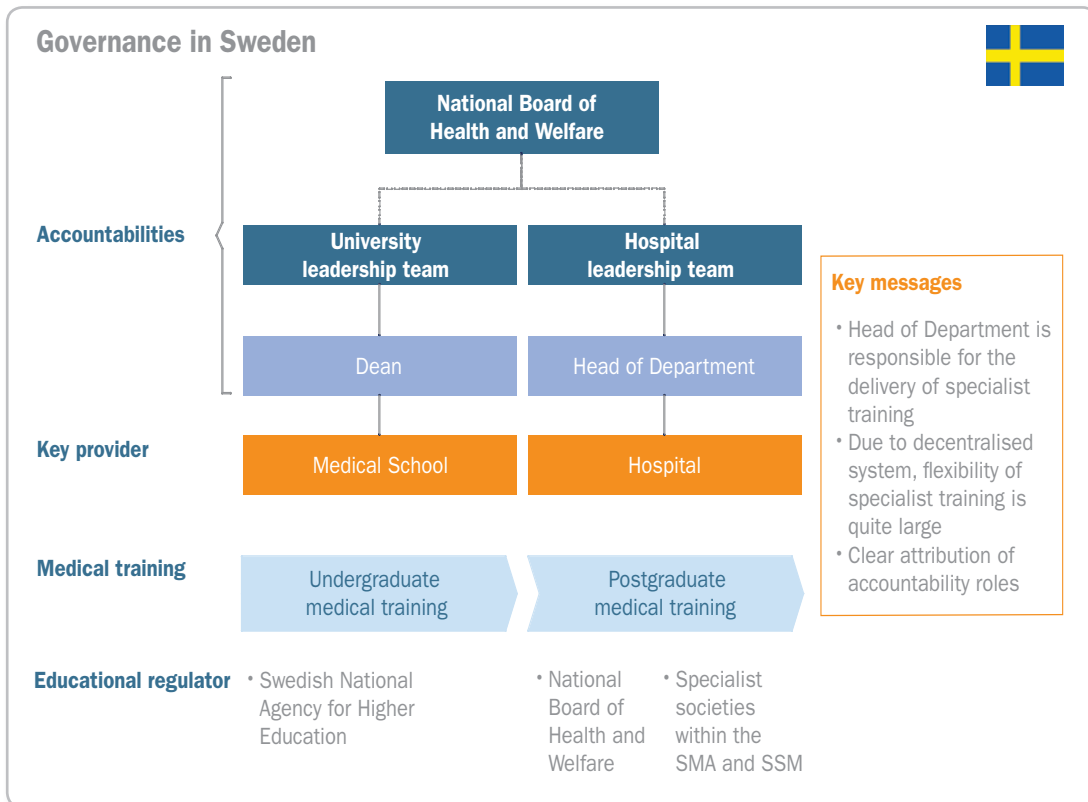 Governance in Sweden
National Board of
Health and Welfare
Accountabilities
University
leadership team
Hospital
leadership team
Dean
Head of Department
Key provider
Medical School
Hospital
Key messages
• Head of Department is
responsible for the
delivery of specialist
training
• Due to decentralised
system, flexibility of
specialist training is
quite large
• Clear attribution of
accountability roles
Medical training
Undergraduate
medical training
Postgraduate
medical training
Educational regulator
• Swedish National
Agency for Higher
Education
• National
Board of
Health and
Welfare
• Specialist
societies
within the
SMA and SSM